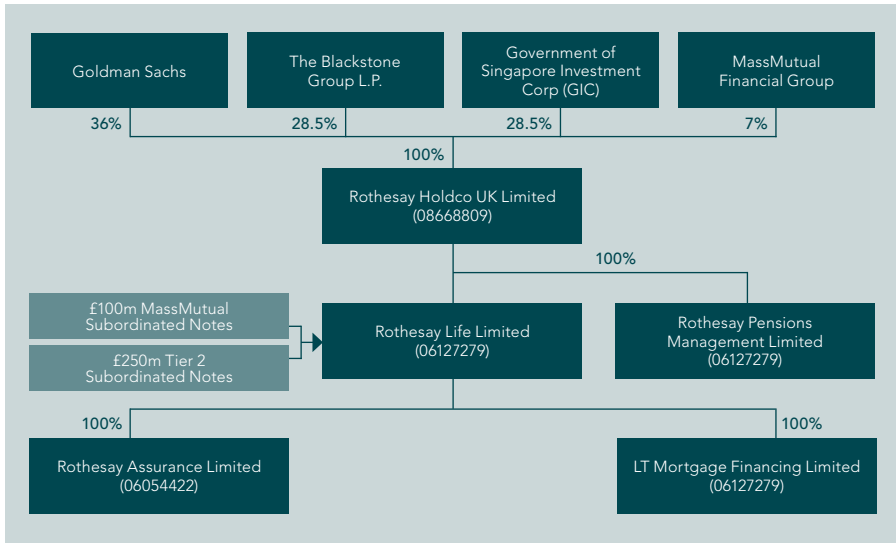 Goldman Sachs
The Blackstone
Group L.P.
Government of
Singapore Investment
Corp (GIC)
MassMutual
Financial Group
36%
28.5%
28.5%
7%
100%
Rothesay Holdco UK Limited
(08668809)
100%
£100m MassMutual
Subordinated Notes
£250m Tier 2
Subordinated Notes
Rothesay Life Limited
(06127279)
Rothesay Pensions
Management Limited
(06127279)
100%
100%
Rothesay Assurance Limited
(06054422)
LT Mortgage Financing Limited
(06127279)